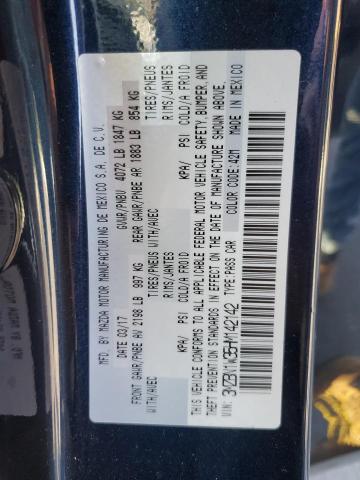 MFD. BY MAZDA MOTOR MANUFACTURING DE MEXICO S.A. DE C.V.
DATE 03/17 GVWR/PNBV 4072 LB 1847 KG
FRONT GAWR/PNBE AV 2198 LB 997 KG REAR GAWR/PNBE AR 1883 LB 854 KG
WITH/AVEC TIRES/PNEUS WITH/AVEC TIRES/PNEUS
RIMS/JANTES RIMS/JANTES
KPA/ PSI COLD/A FROID KPA/ PSI COLD/A FROID
THIS VEHICLE CONFORMS TO ALL APPLICABLE FEDERAL MOTOR VEHICLE SAFETY, BUMPER, AND
THEFT PREVENTION STANDARDS IN EFFECT ON THE DATE OF MANUFACTURE SHOWN ABOVE.
VIN: 3MZBN1W35HM142142 TYPE:PASS CAR COLOR CODE:42M MADE IN MEXICO